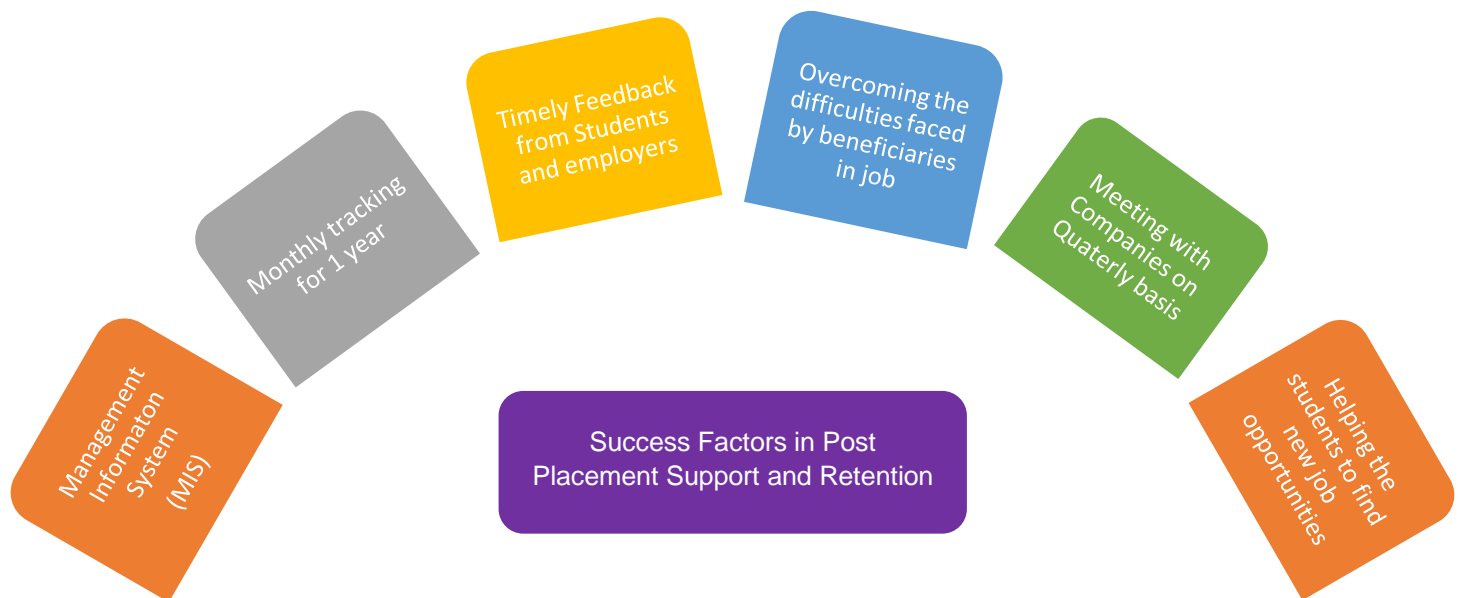 Management
Informaton
System
(MIS)
Monthly tracking
for 1 year
Timely Feedback
from Students
and employers
Overcoming the
difficulties faced
by beneficiaries
in job
Meeting with
Companies on
Quaterly basis
Helping the
students to find
new job
opportunities
Success Factors in Post
Placement Support and Retention